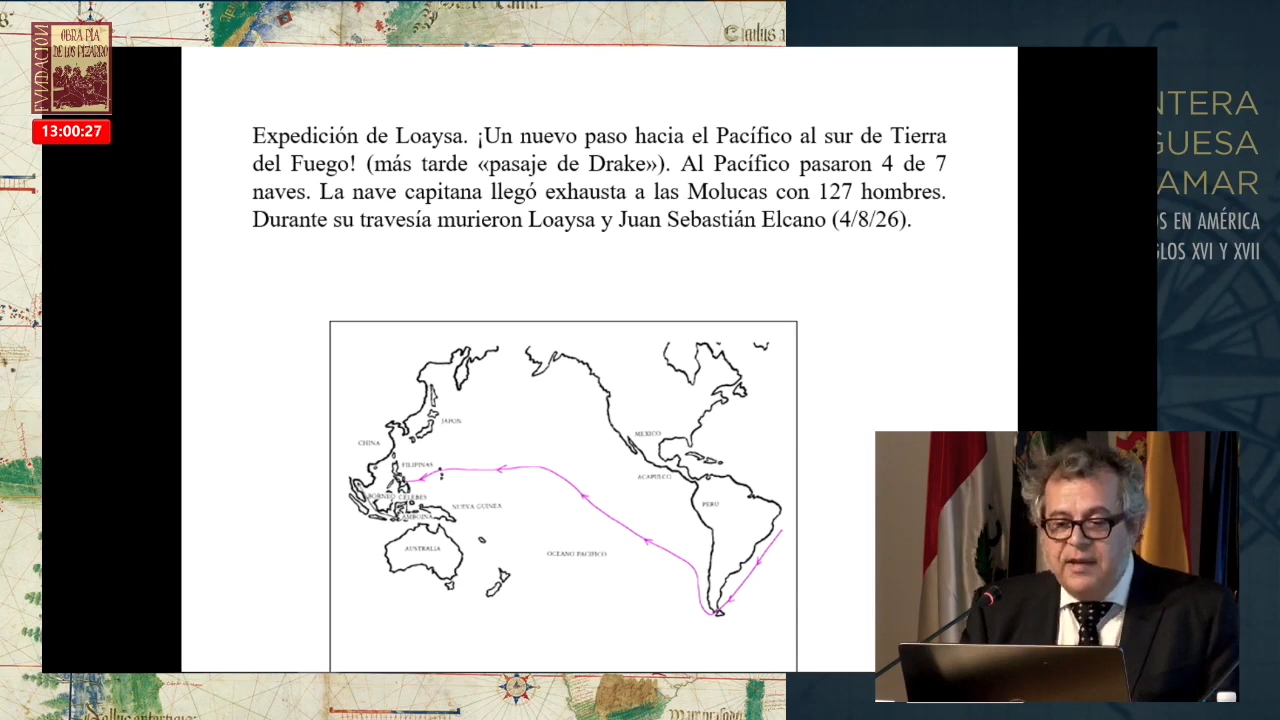 FUNDACIÓN
OBRA PÍA
DE LOS PIZARRO
13:00:27
Expedición de Loaysa. ¡Un nuevo paso hacia el Pacífico al sur de Tierra
del Fuego! (más tarde «pasaje de Drake»). Al Pacífico pasaron 4 de 7
naves. La nave capitana llegó exhausta a las Molucas con 127 hombres.
Durante su travesía murieron Loaysa y Juan Sebastián Elcano (4/8/26).
NTERA
GUESA
AMAR
OS EN AMÉRICA
GLOS XVI Y XVII
JAPON
CHINA
MEXICO
FILIPINAS
ACAPULCO
BORNEO CELEBES
NUEVA GUINEA
PERU
AMBOINA
AUSTRALIA
OCEANO PACIFICO